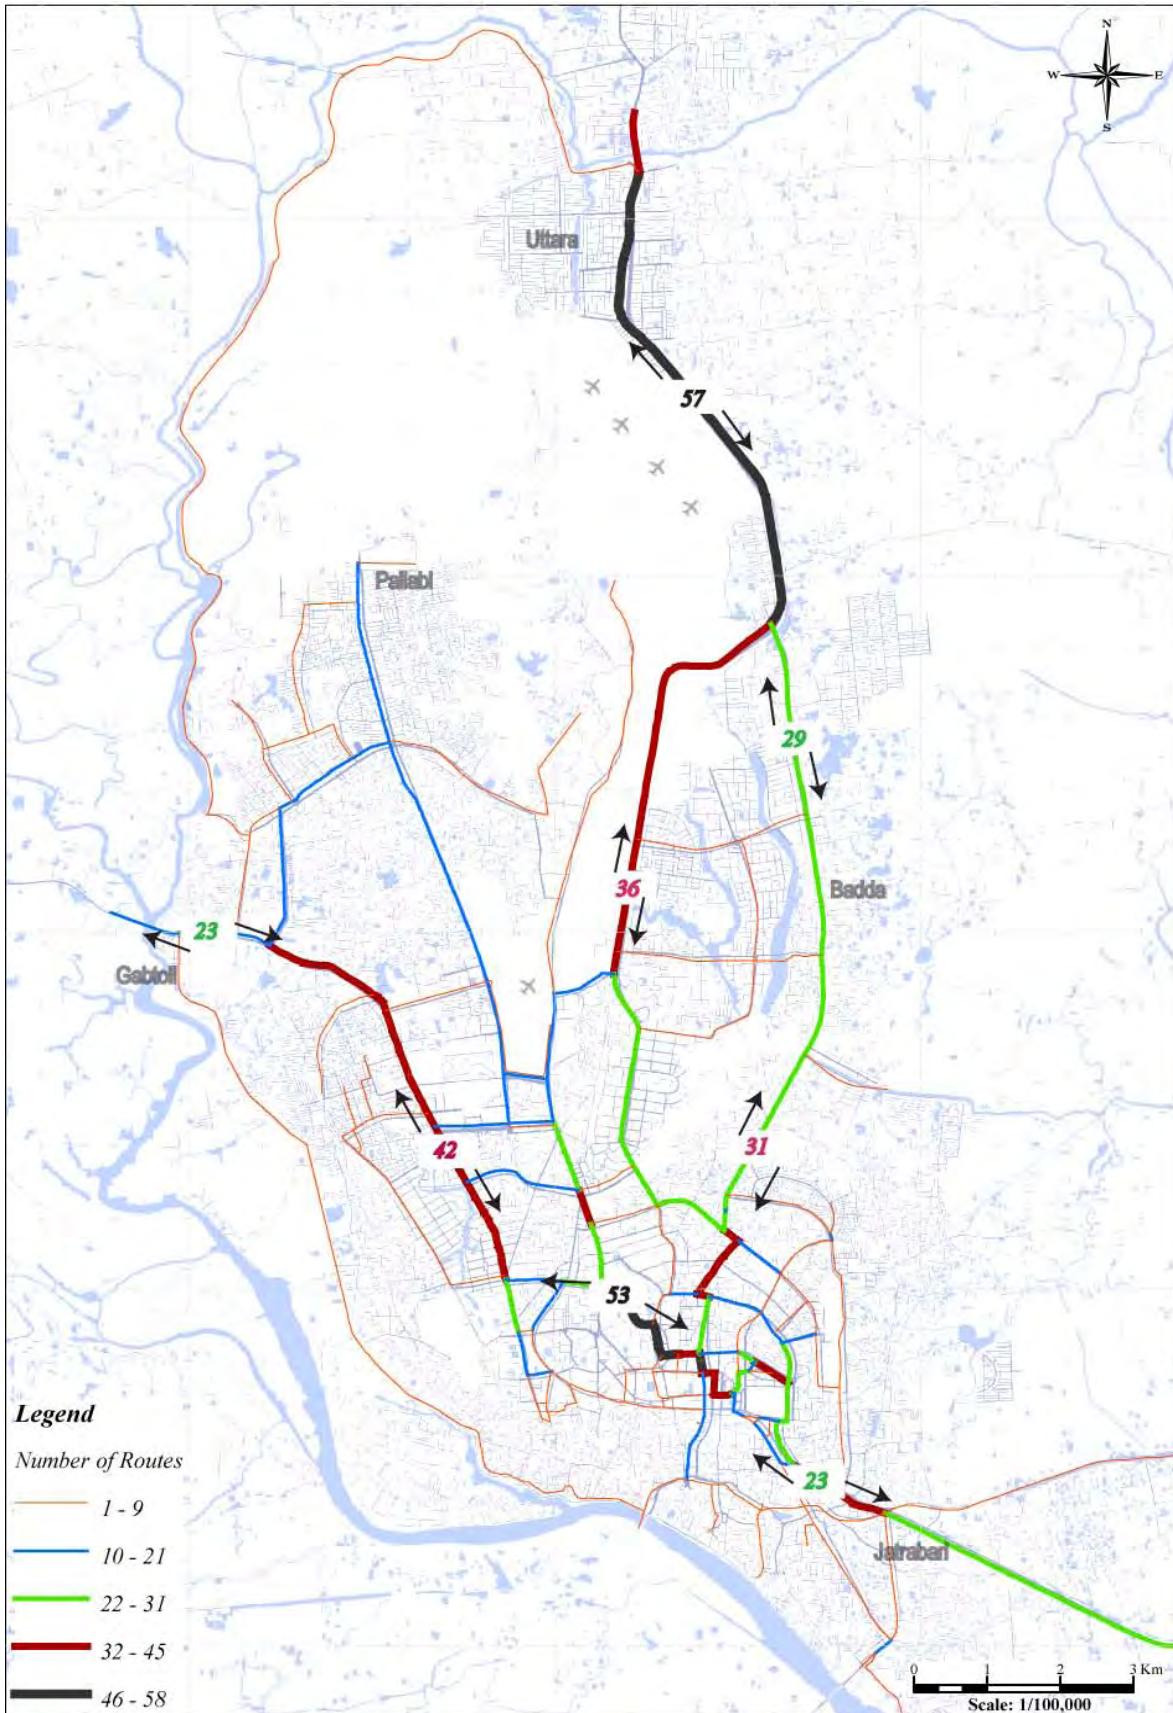 N
W E
S
Uttara
57
Pallabi
29
36
Badda
23
Gabtoli
42
31
53
23
Jatrabari
Legend
Number of Routes
1 - 9
10 - 21
22 - 31
32 - 45
46 - 58
0 1 2 3 Km
Scale: 1/100,000